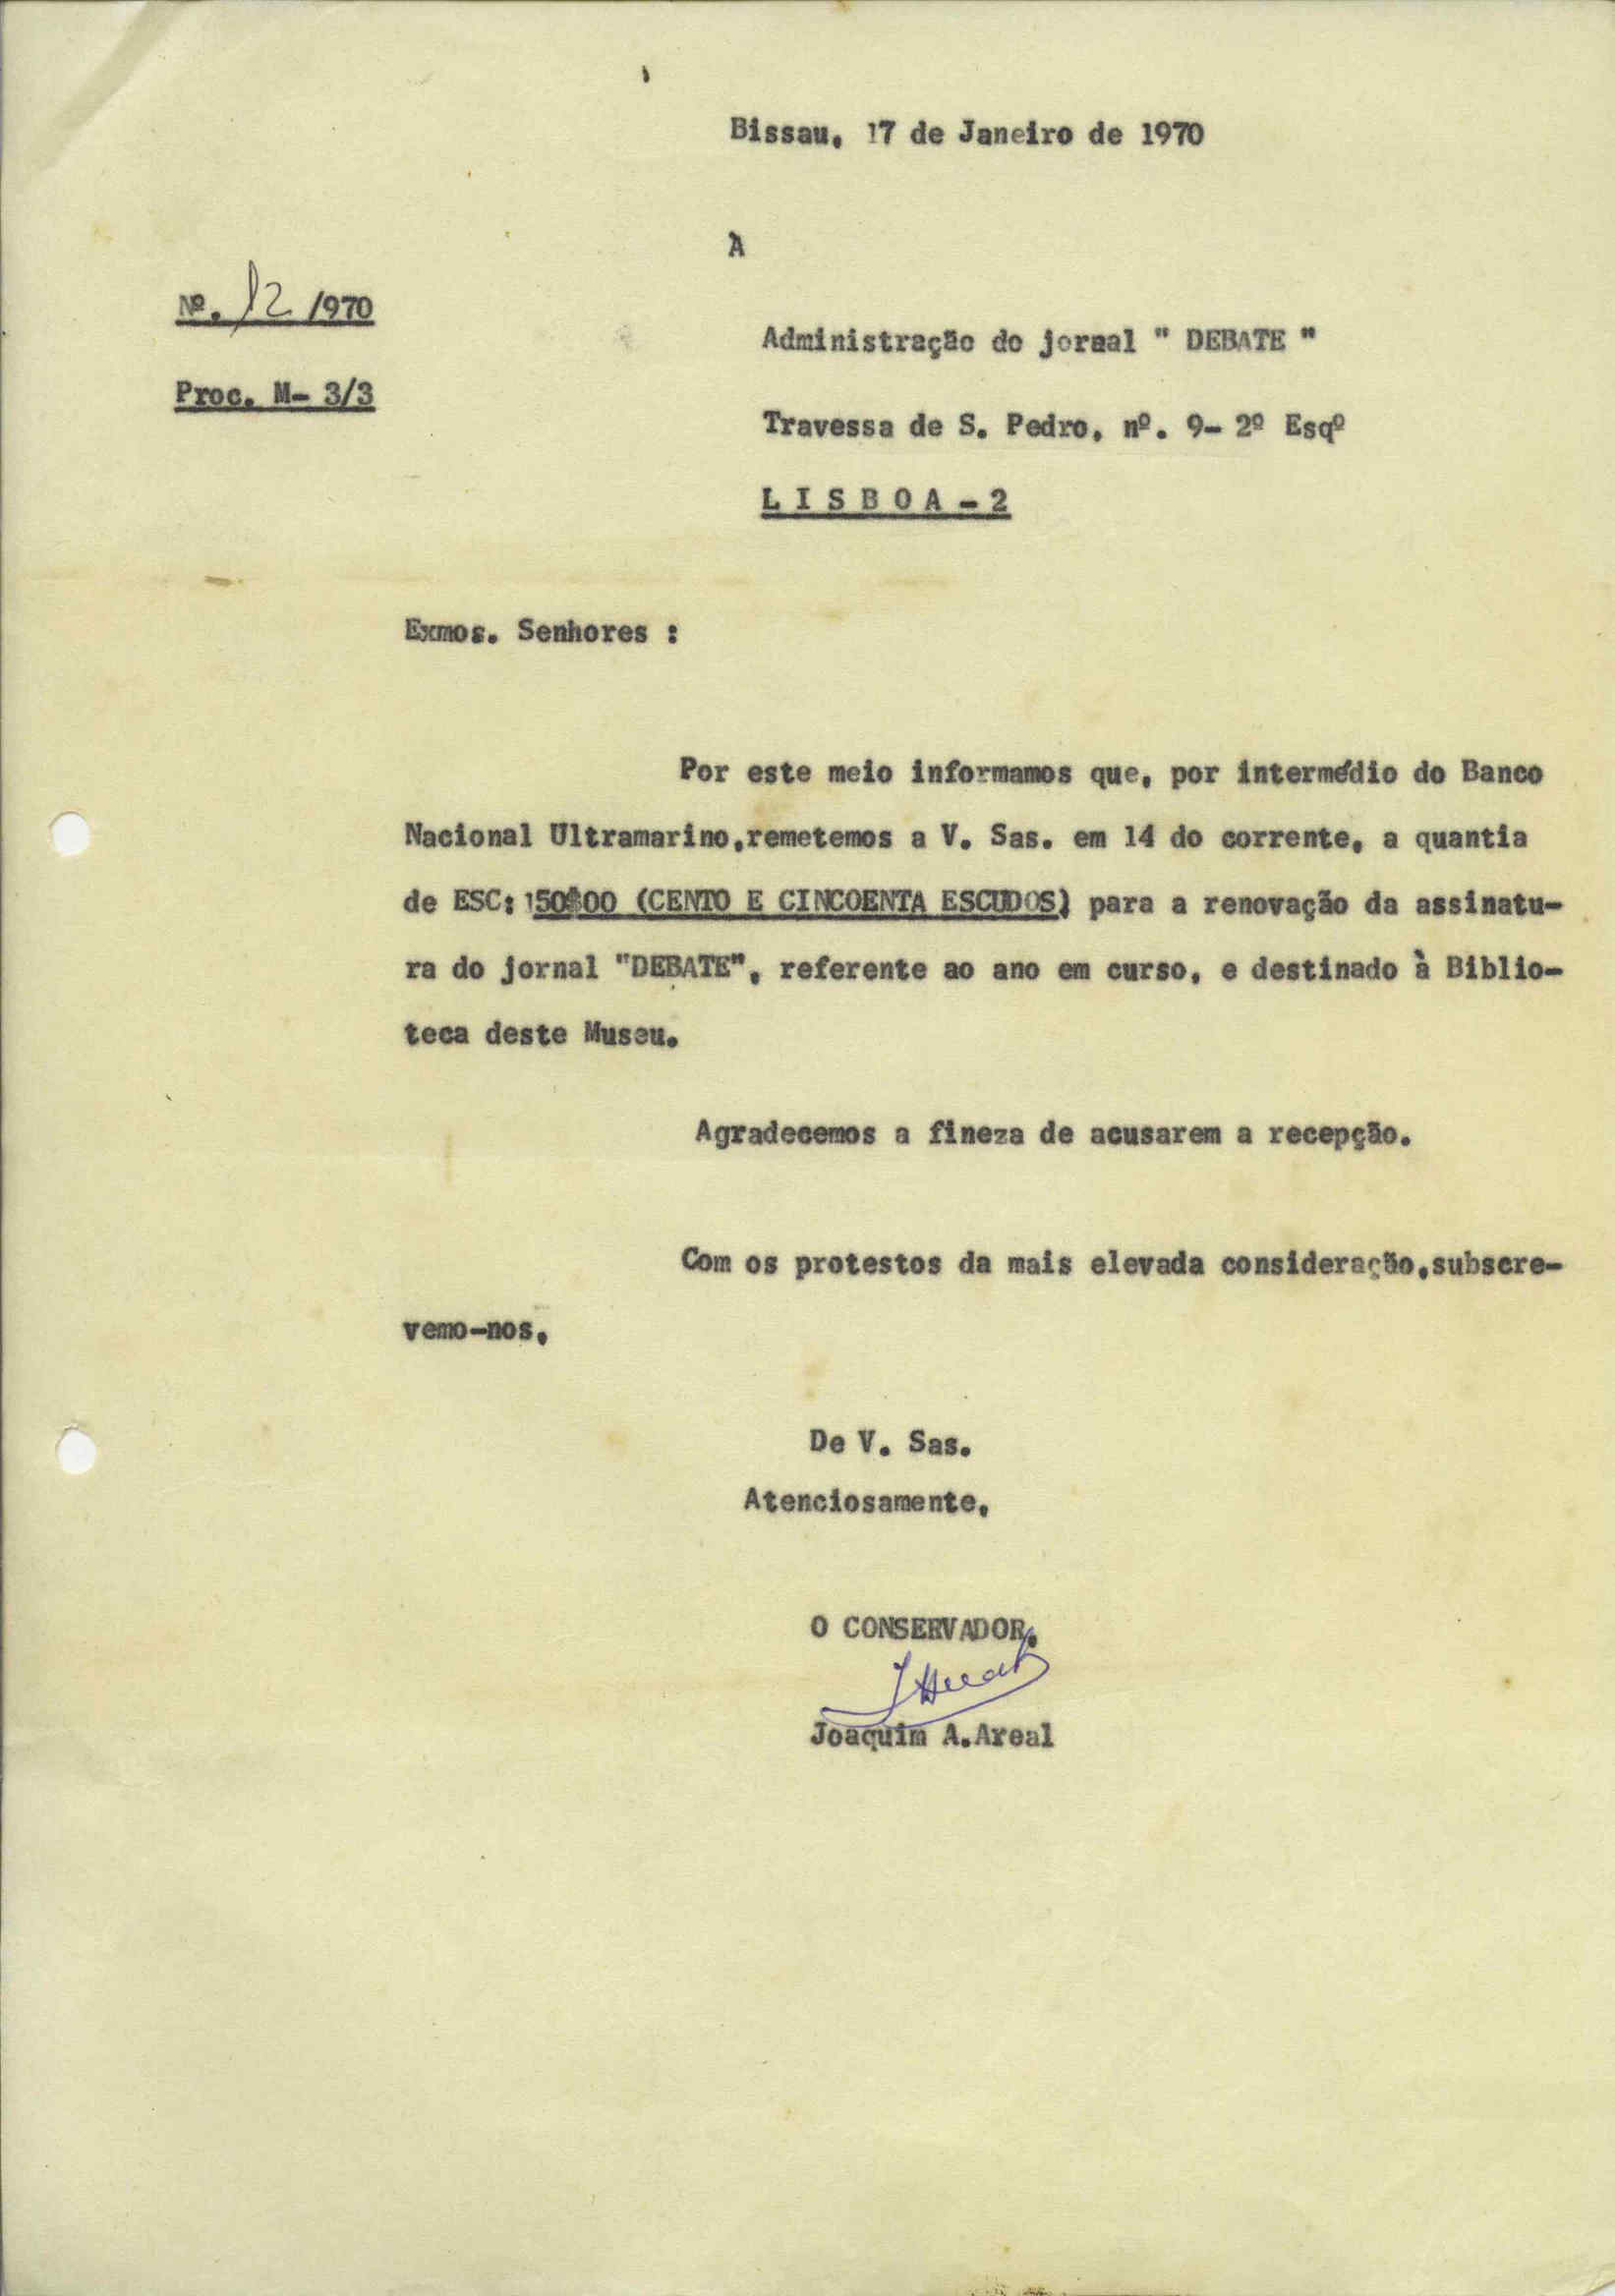 Bissau, 17 de Janeiro de 1970
À
Nº. 12 /970
Administração do jornal " DEBATE "
Proc. M- 3/3
Travessa de S. Pedro, nº. 9- 2º Esqº
L I S B O A - 2
Exmos. Senhores :
Por este meio informamos que, por intermédio do Banco
Nacional Ultramarino,remetemos a V. Sas. em 14 do corrente, a quantia
de ESC: 150$00 (CENTO E CINCOENTA ESCUDOS) para a renovação da assinatu-
ra do jornal "DEBATE", referente ao ano em curso, e destinado à Biblio-
teca deste Museu.
Agradecemos a fineza de acusarem a recepção.
Com os protestos da mais elevada consideração,subscre-
vemo-nos,
De V. Sas.
Atenciosamente,
O CONSERVADOR,
Joaquim A.Areal